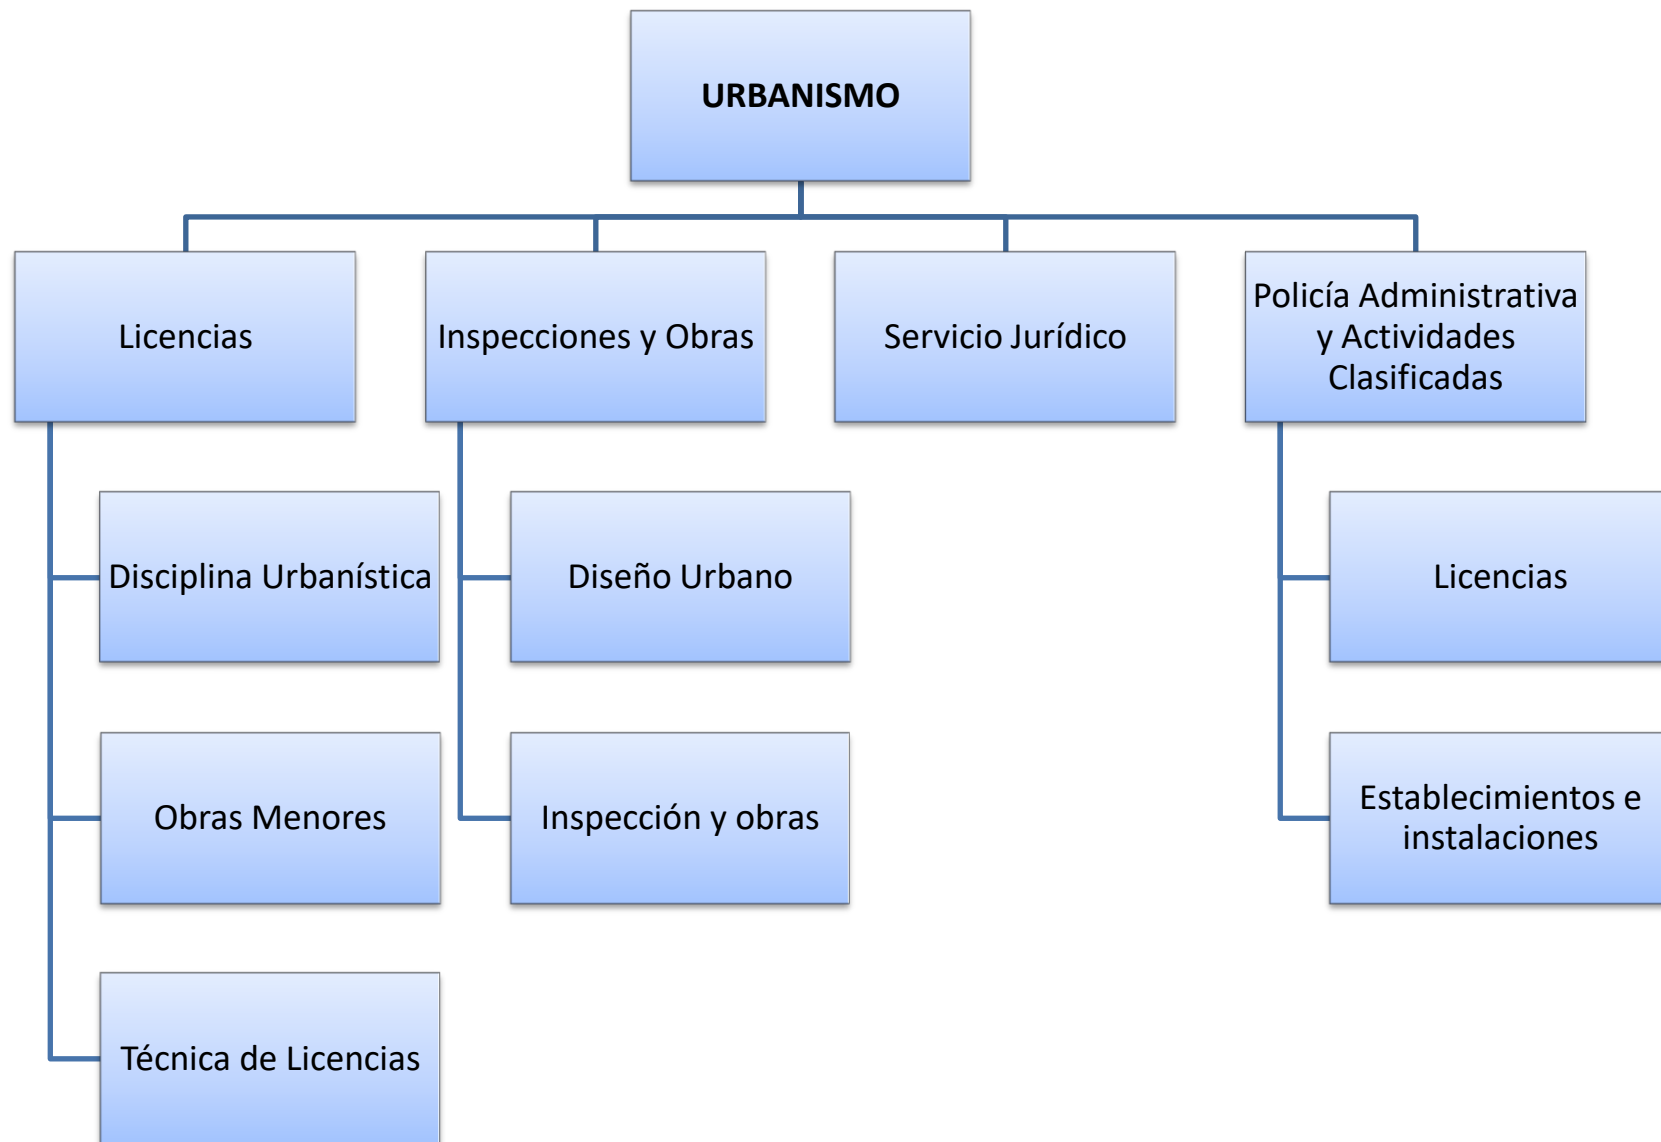 URBANISMO
Licencias
Inspecciones y Obras
Servicio Jurídico
Policía Administrativa
y Actividades
Clasificadas
Disciplina Urbanística
Diseño Urbano
Licencias
Obras Menores
Inspección y obras
Establecimientos e
instalaciones
Técnica de Licencias